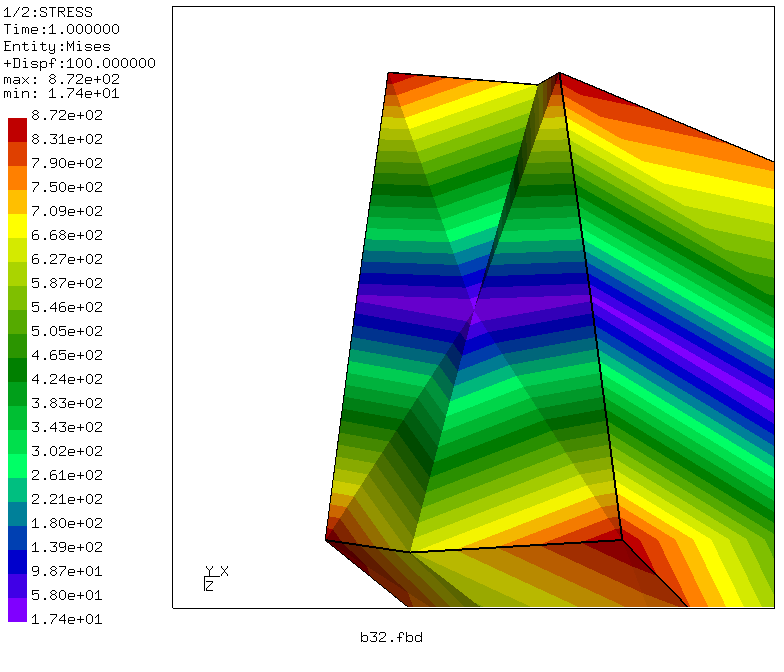 1/2:STRESS
Time:1.000000
Entity:Mises
+Dispf:100.000000
max: 8.72e+02
min: 1.74e+01
8.72e+02
8.31e+02
7.90e+02
7.50e+02
7.09e+02
6.68e+02
6.27e+02
5.87e+02
5.46e+02
5.05e+02
4.65e+02
4.24e+02
3.83e+02
3.43e+02
3.02e+02
2.61e+02
2.21e+02
1.80e+02
1.39e+02
9.87e+01
5.80e+01
1.74e+01
Y X
Z
b32.fbd